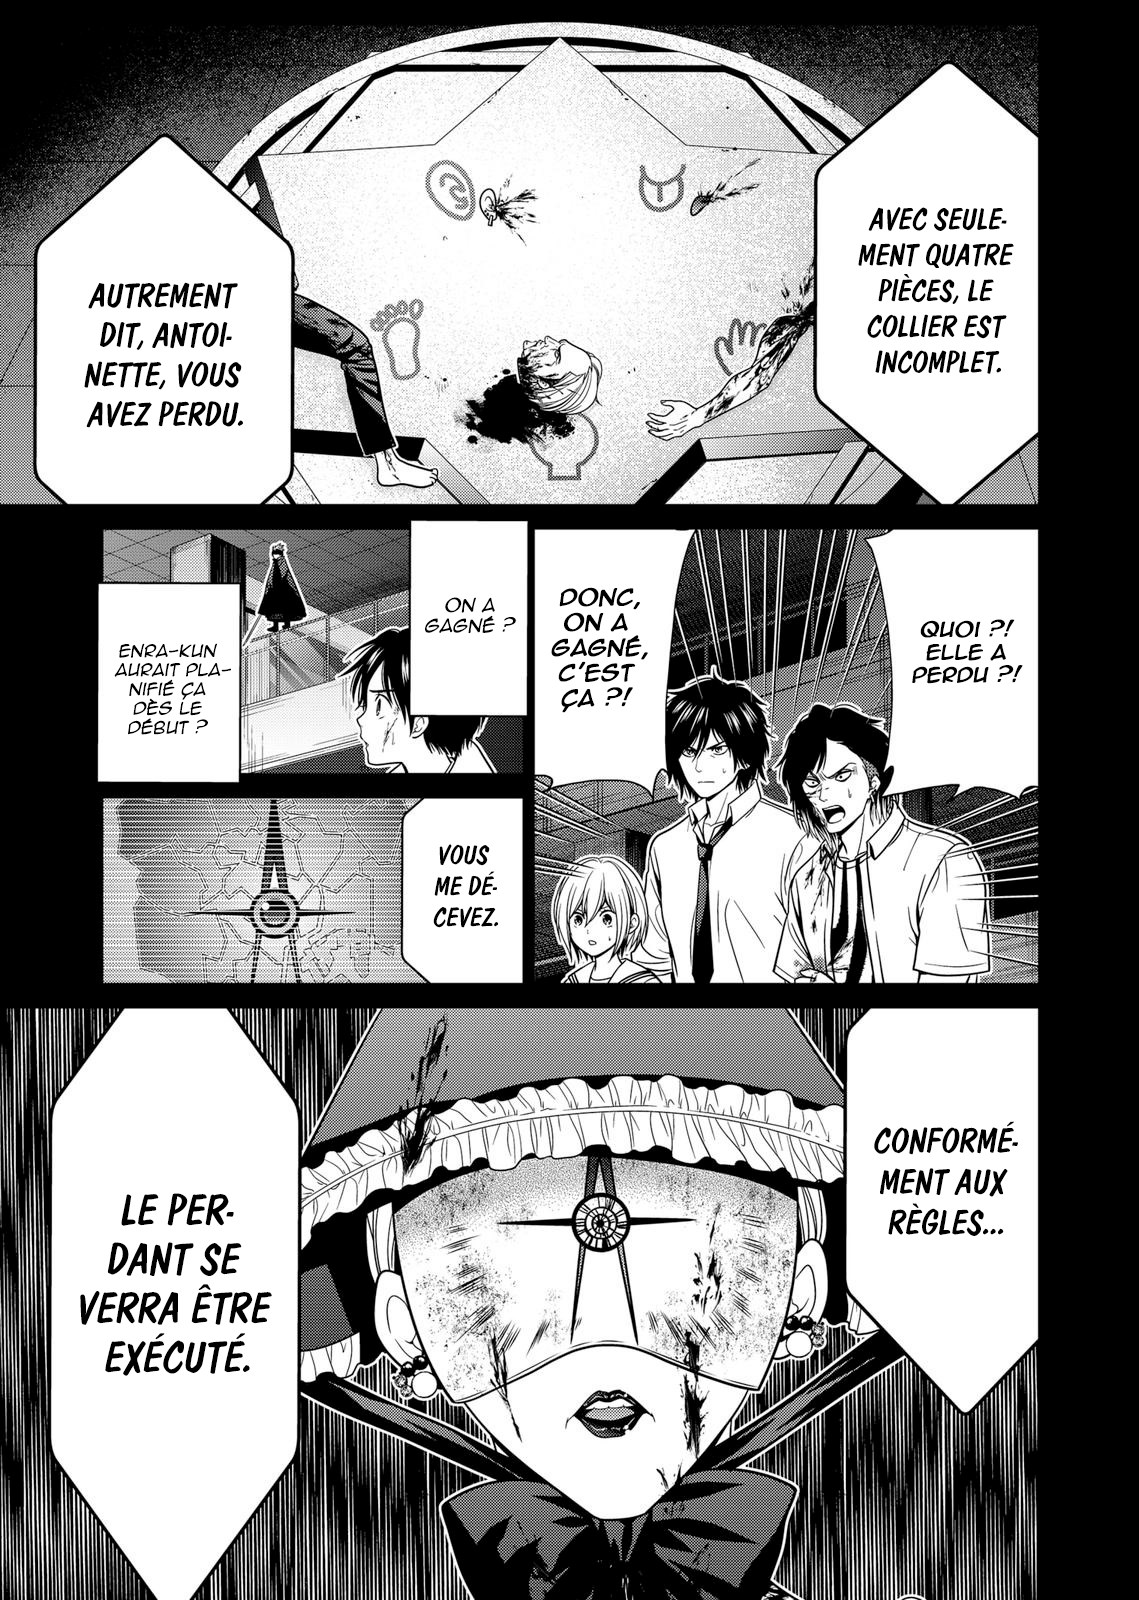 AVEC SEULE-
MENT QUATRE
PIÈCES, LE
COLLIER EST
INCOMPLET.
AUTREMENT
DIT, ANTOI-
NETTE, VOUS
AVEZ PERDU.
QUOI ?!
ELLE A
PERDU ?!
DONC,
ON A
GAGNÉ,
C'EST
ÇA ?!
ON A
GAGNÉ ?
ENRA-KUN
AURAIT PLA-
NIFIÉ ÇA
DÈS LE
DÉBUT ?
VOUS
ME DÉ-
CEVEZ.
CONFORMÉ-
MENT AUX
RÈGLES...
LE PER-
DANT SE
VERRA ÊTRE
EXÉCUTÉ.